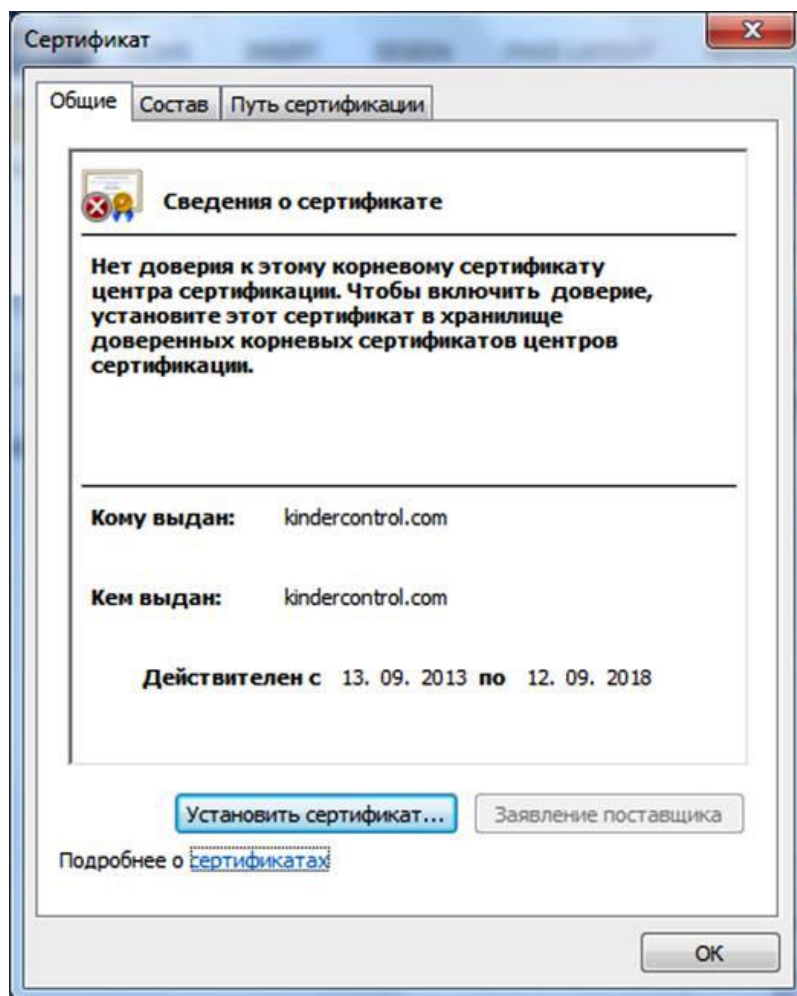 Сертификат
Общие Состав Путь сертификации
Сведения о сертификате
Нет доверия к этому корневому сертификату
центра сертификации. Чтобы включить доверие,
установите этот сертификат в хранилище
доверенных корневых сертификатов центров
сертификации.
Кому выдан: kindercontrol.com
Кем выдан: kindercontrol.com
Действителен с 13. 09. 2013 по 12. 09. 2018
Установить сертификат... Заявление поставщика
Подробнее о сертификатах
OK